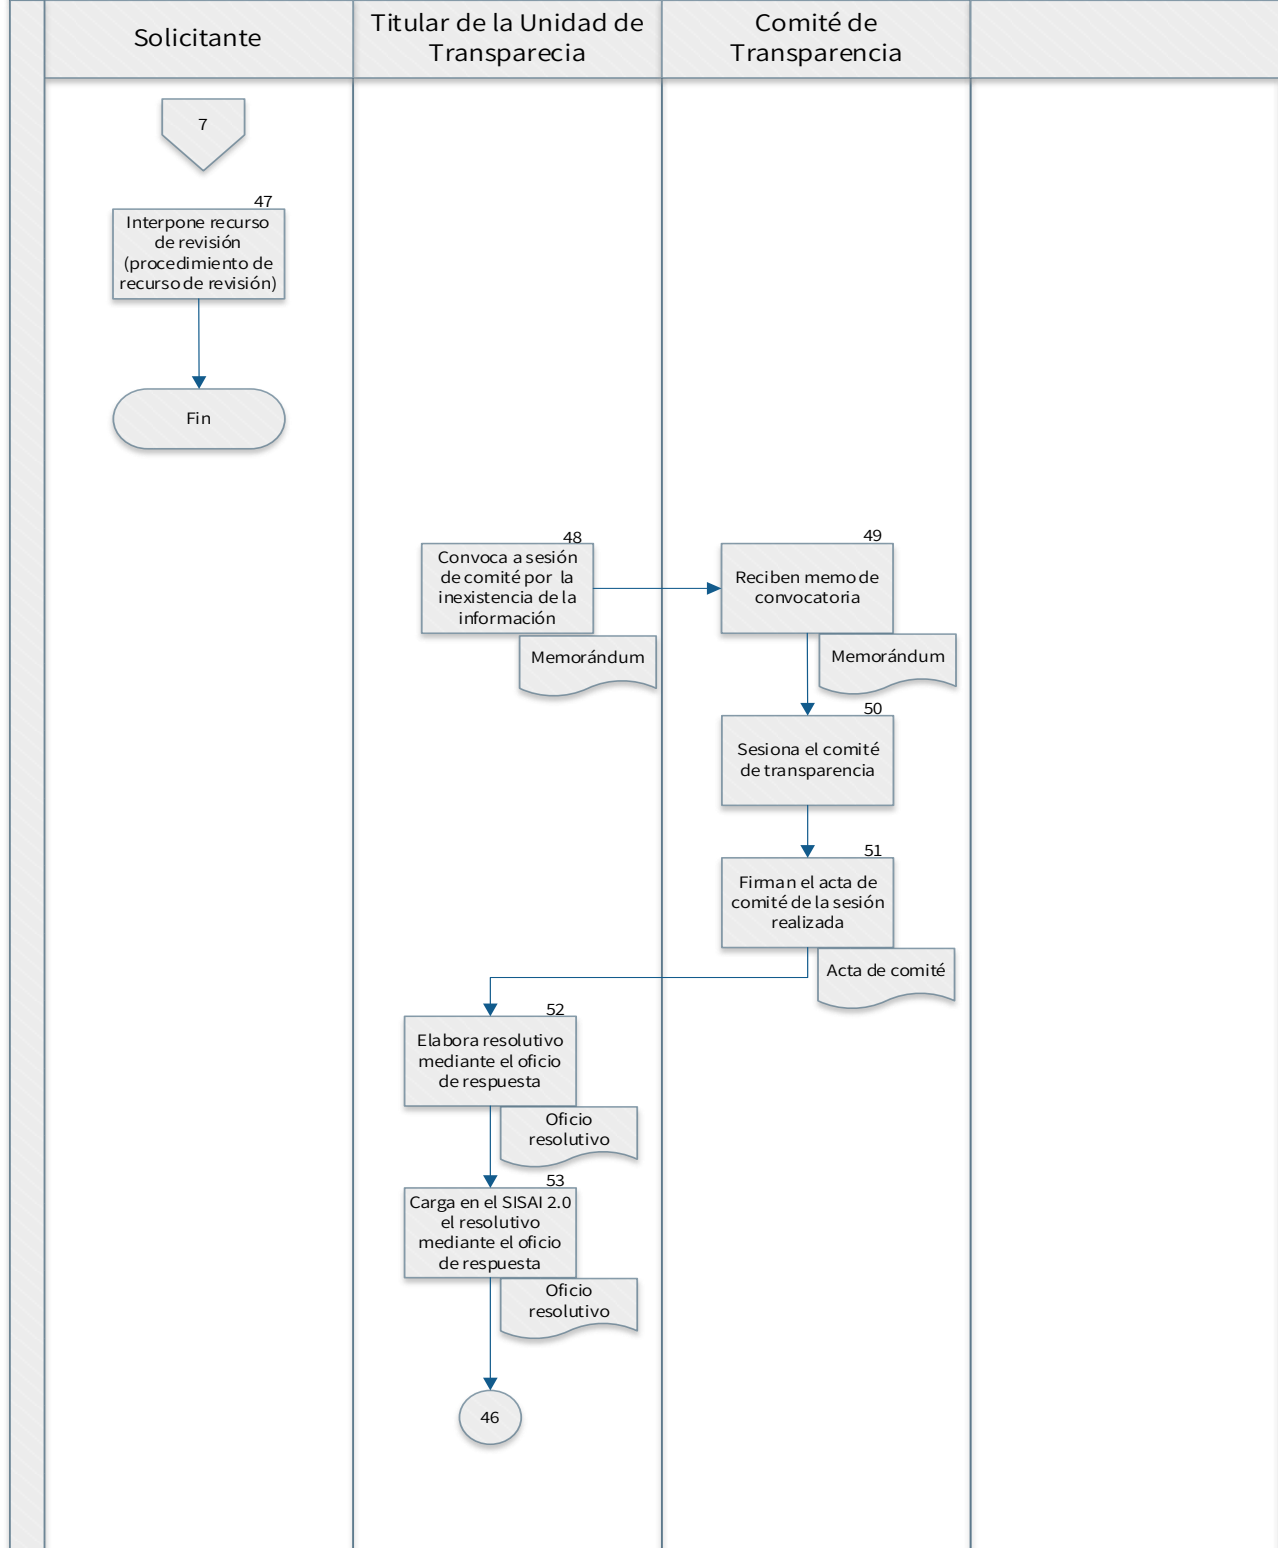 Solicitante
Titular de la Unidad de
Transparecia
Comité de
Transparencia
7
47
Interpone recurso
de revisión
(procedimiento de
recurso de revisión)
Fin
48
Convoca a sesión
de comité por la
inexistencia de la
información
Memorándum
49
Reciben memo de
convocatoria
Memorándum
50
Sesiona el comité
de transparencia
51
Firman el acta de
comité de la sesión
realizada
Acta de comité
52
Elabora resolutivo
mediante el oficio
de respuesta
Oficio
resolutivo
53
Carga en el SISAI 2.0
el resolutivo
mediante el oficio
de respuesta
Oficio
resolutivo
46